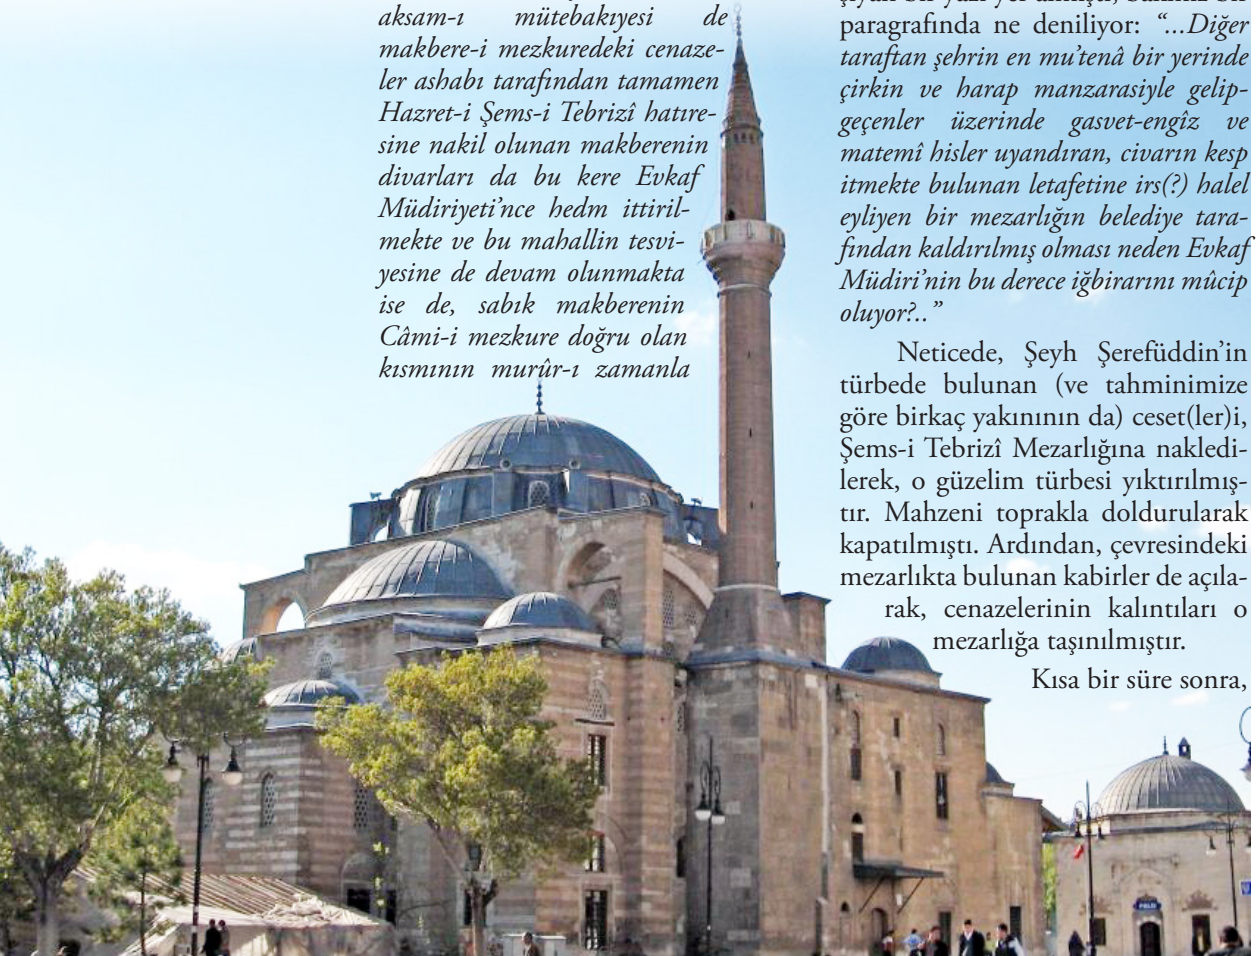 aksam-ı mütebakıyesi de
makbere-i mezkuredeki cenaze-
ler ashabı tarafından tamamen
Hazret-i Şems-i Tebrizî hatıre-
sine nakil olunan makberenin
divarları da bu kere Evkaf
Müdiriyeti’nce hedm ittiril-
mekte ve bu mahallin tesvi-
yesine de devam olunmakta
ise de, sabık makberenin
Câmi-i mezkure doğru olan
kısmının murûr-ı zamanla
paragrafında ne deniliyor: “...Diğer
taraftan şehrin en mu’tenâ bir yerinde
çirkin ve harap manzarasiyle gelip-
geçenler üzerinde gasvet-engîz ve
matemî hisler uyandıran, civarın kesp
itmekte bulunan letafetine irs(?) halel
eyliyen bir mezarlığın belediye tara-
fından kaldırılmış olması neden Evkaf
Müdiri’nin bu derece iğbirarını mûcip
oluyor?..”
Neticede, Şeyh Şerefüddin’in
türbede bulunan (ve tahminimize
göre birkaç yakınının da) ceset(ler)i,
Şems-i Tebrizî Mezarlığına nakledi-
lerek, o güzelim türbesi yıktırılmış-
tır. Mahzeni toprakla doldurularak
kapatılmıştı. Ardından, çevresindeki
mezarlıkta bulunan kabirler de açıla-
rak, cenazelerinin kalıntıları o
mezarlığa taşınılmıştır.
Kısa bir süre sonra,
POLİS